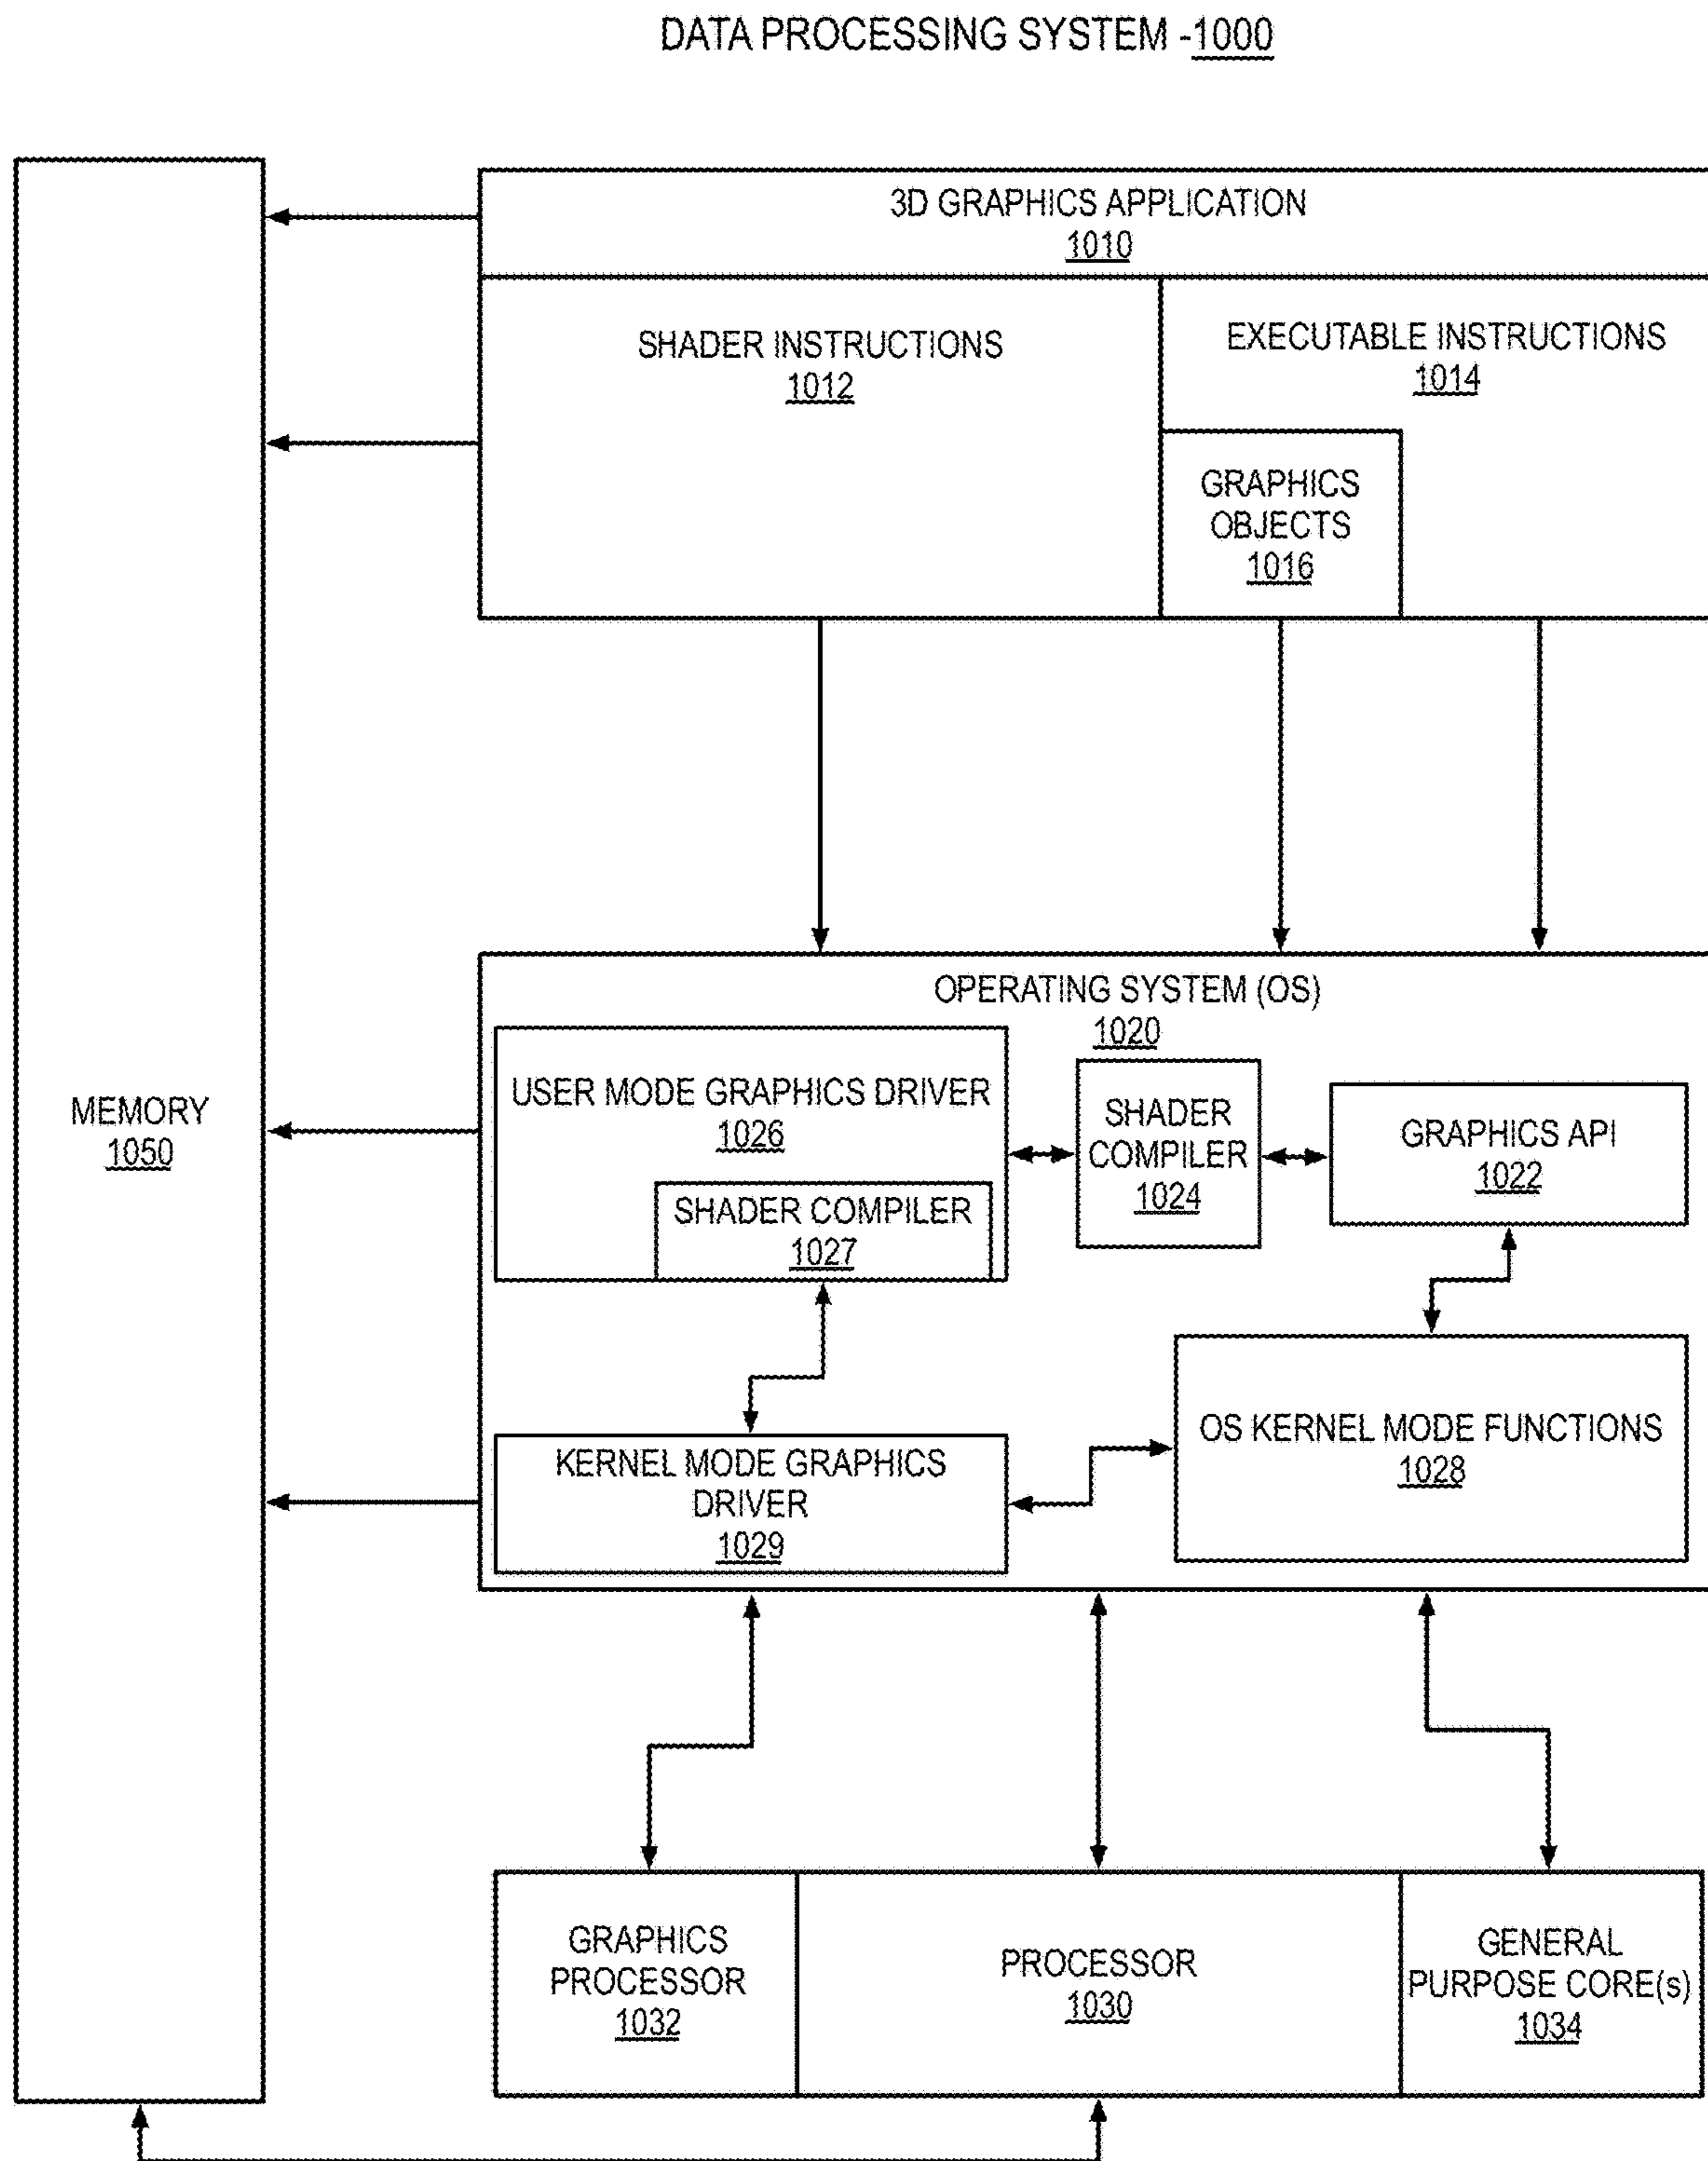 DATA PROCESSING SYSTEM -1000
3D GRAPHICS APPLICATION
1010
SHADER INSTRUCTIONS
1012
EXECUTABLE INSTRUCTIONS
1014
GRAPHICS
OBJECTS
1016
MEMORY
1050
OPERATING SYSTEM (OS)
1020
USER MODE GRAPHICS DRIVER
1026
SHADER COMPILER
1027
SHADER
COMPILER
1024
GRAPHICS API
1022
KERNEL MODE GRAPHICS
DRIVER
1029
OS KERNEL MODE FUNCTIONS
1028
GRAPHICS
PROCESSOR
1032
PROCESSOR
1030
GENERAL
PURPOSE CORE(s)
1034